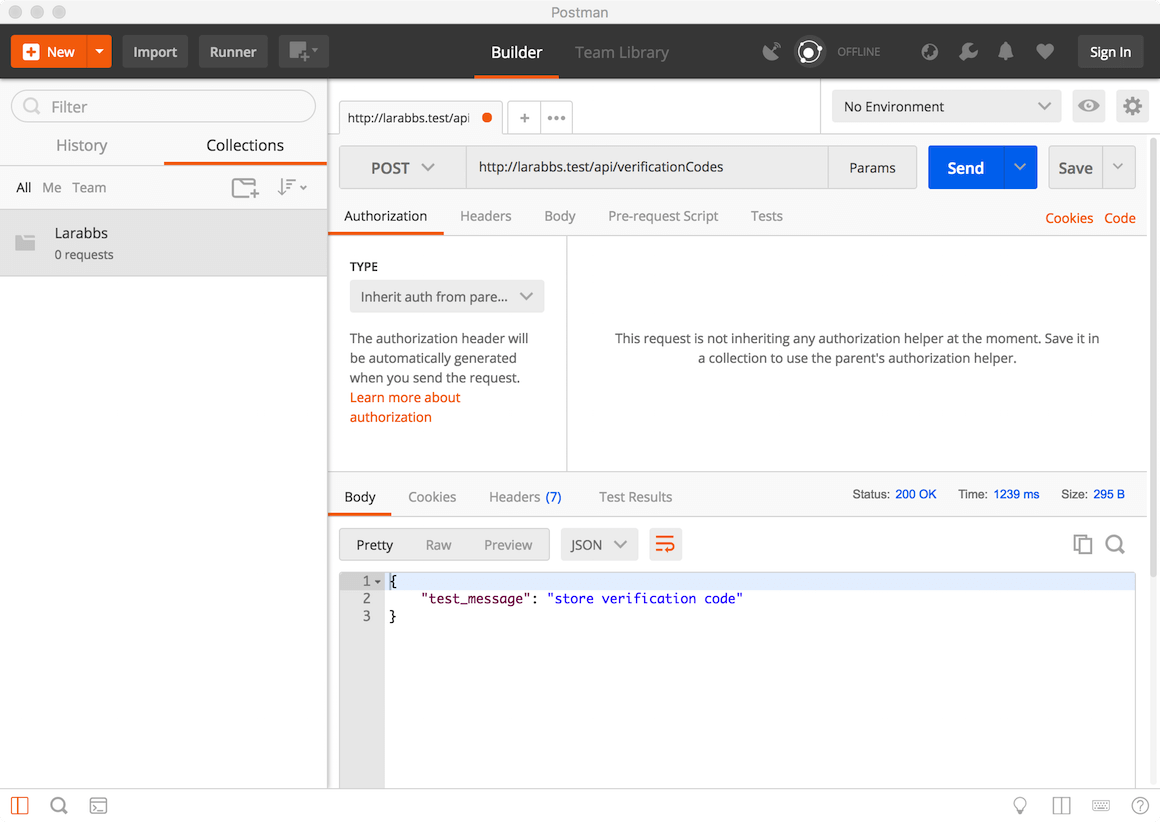 Postman
New Import Runner Builder Team Library OFFLINE Sign In
Filter
History Collections
All Me Team
Larabbs
0 requests
http://larabbs.test/api + ••• No Environment
POST http://larabbs.test/api/verificationCodes Params Send Save
Authorization Headers Body Pre-request Script Tests Cookies Code
TYPE
Inherit auth from pare...
The authorization header will
be automatically generated
when you send the request.
Learn more about
authorization
This request is not inheriting any authorization helper at the moment. Save it in
a collection to use the parent's authorization helper.
Body Cookies Headers (7) Test Results Status: 200 OK Time: 1239 ms Size: 295 B
Pretty Raw Preview JSON
1 {
2 "test_message": "store verification code"
3 }